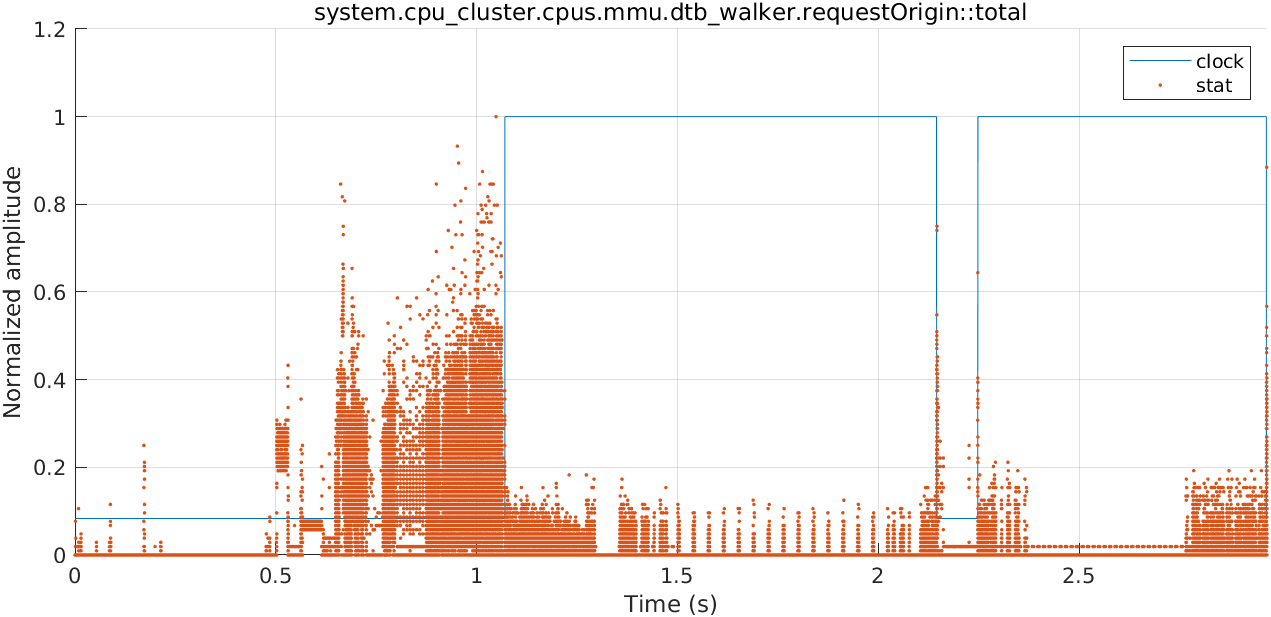 system.cpu_cluster.cpus.mmu.dtb_walker.requestOrigin::total
clock
stat
Normalized amplitude
1.2
1
0.8
0.6
0.4
0.2
0
0 0.5 1 1.5 2 2.5
Time (s)